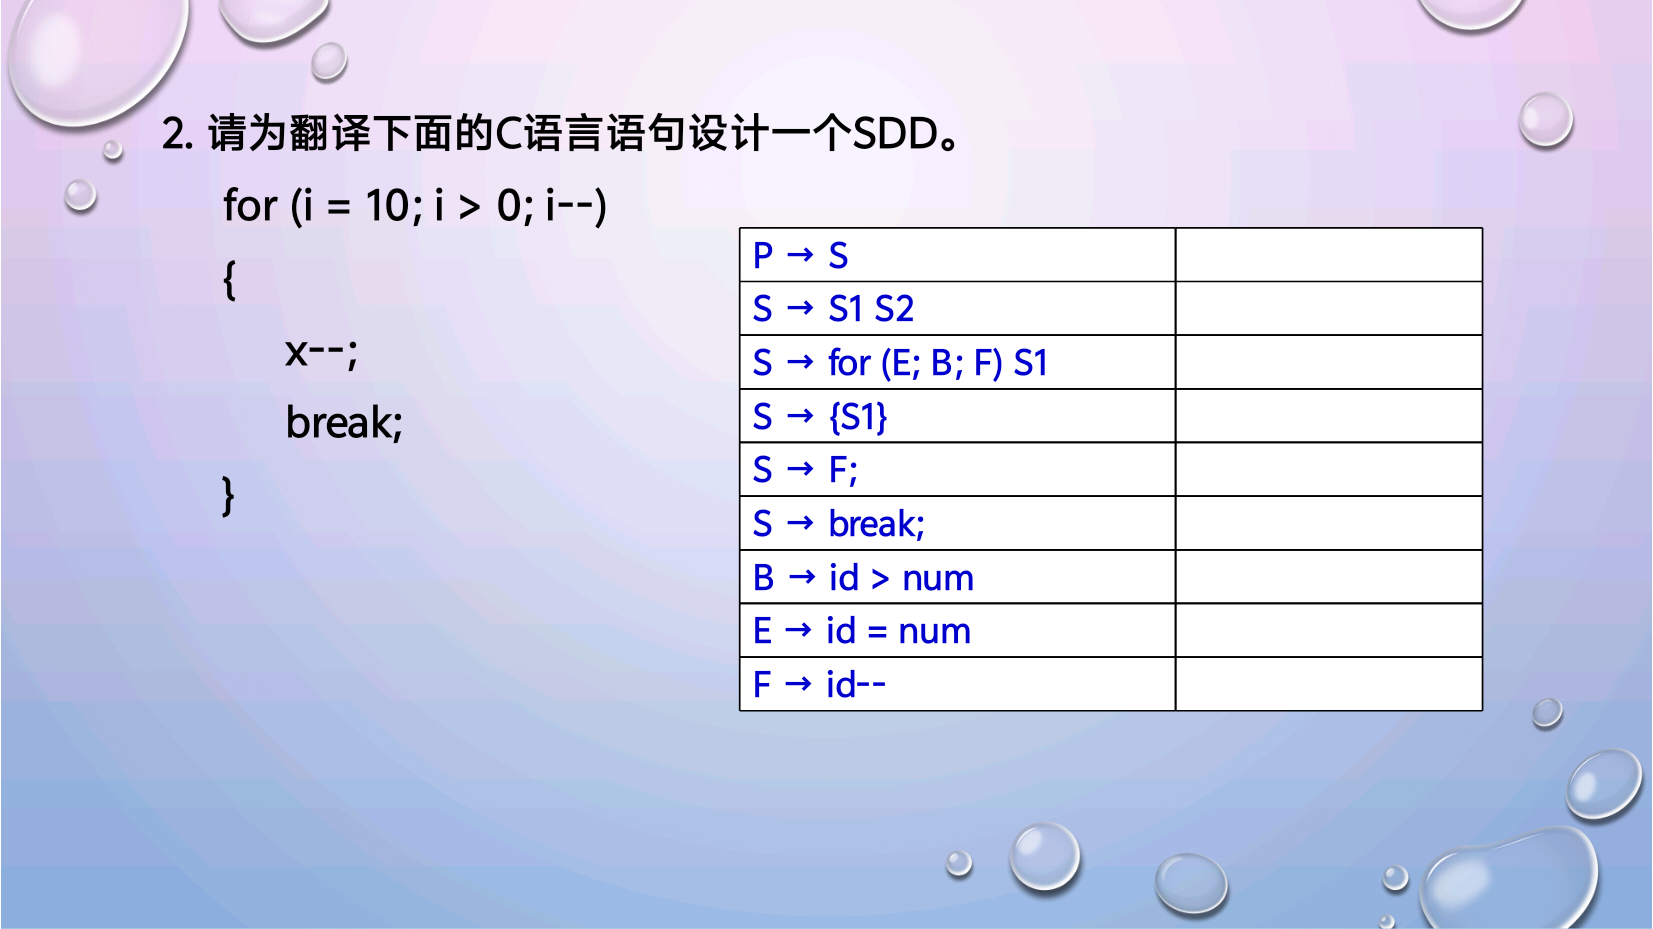 2. 请为翻译下面的C语言语句设计一个SDD。
for (i = 10; i > 0; i--)
{
x--;
break;
}
P → S
S → S1 S2
S → for (E; B; F) S1
S → {S1}
S → F;
S → break;
B → id > num
E → id = num
F → id--